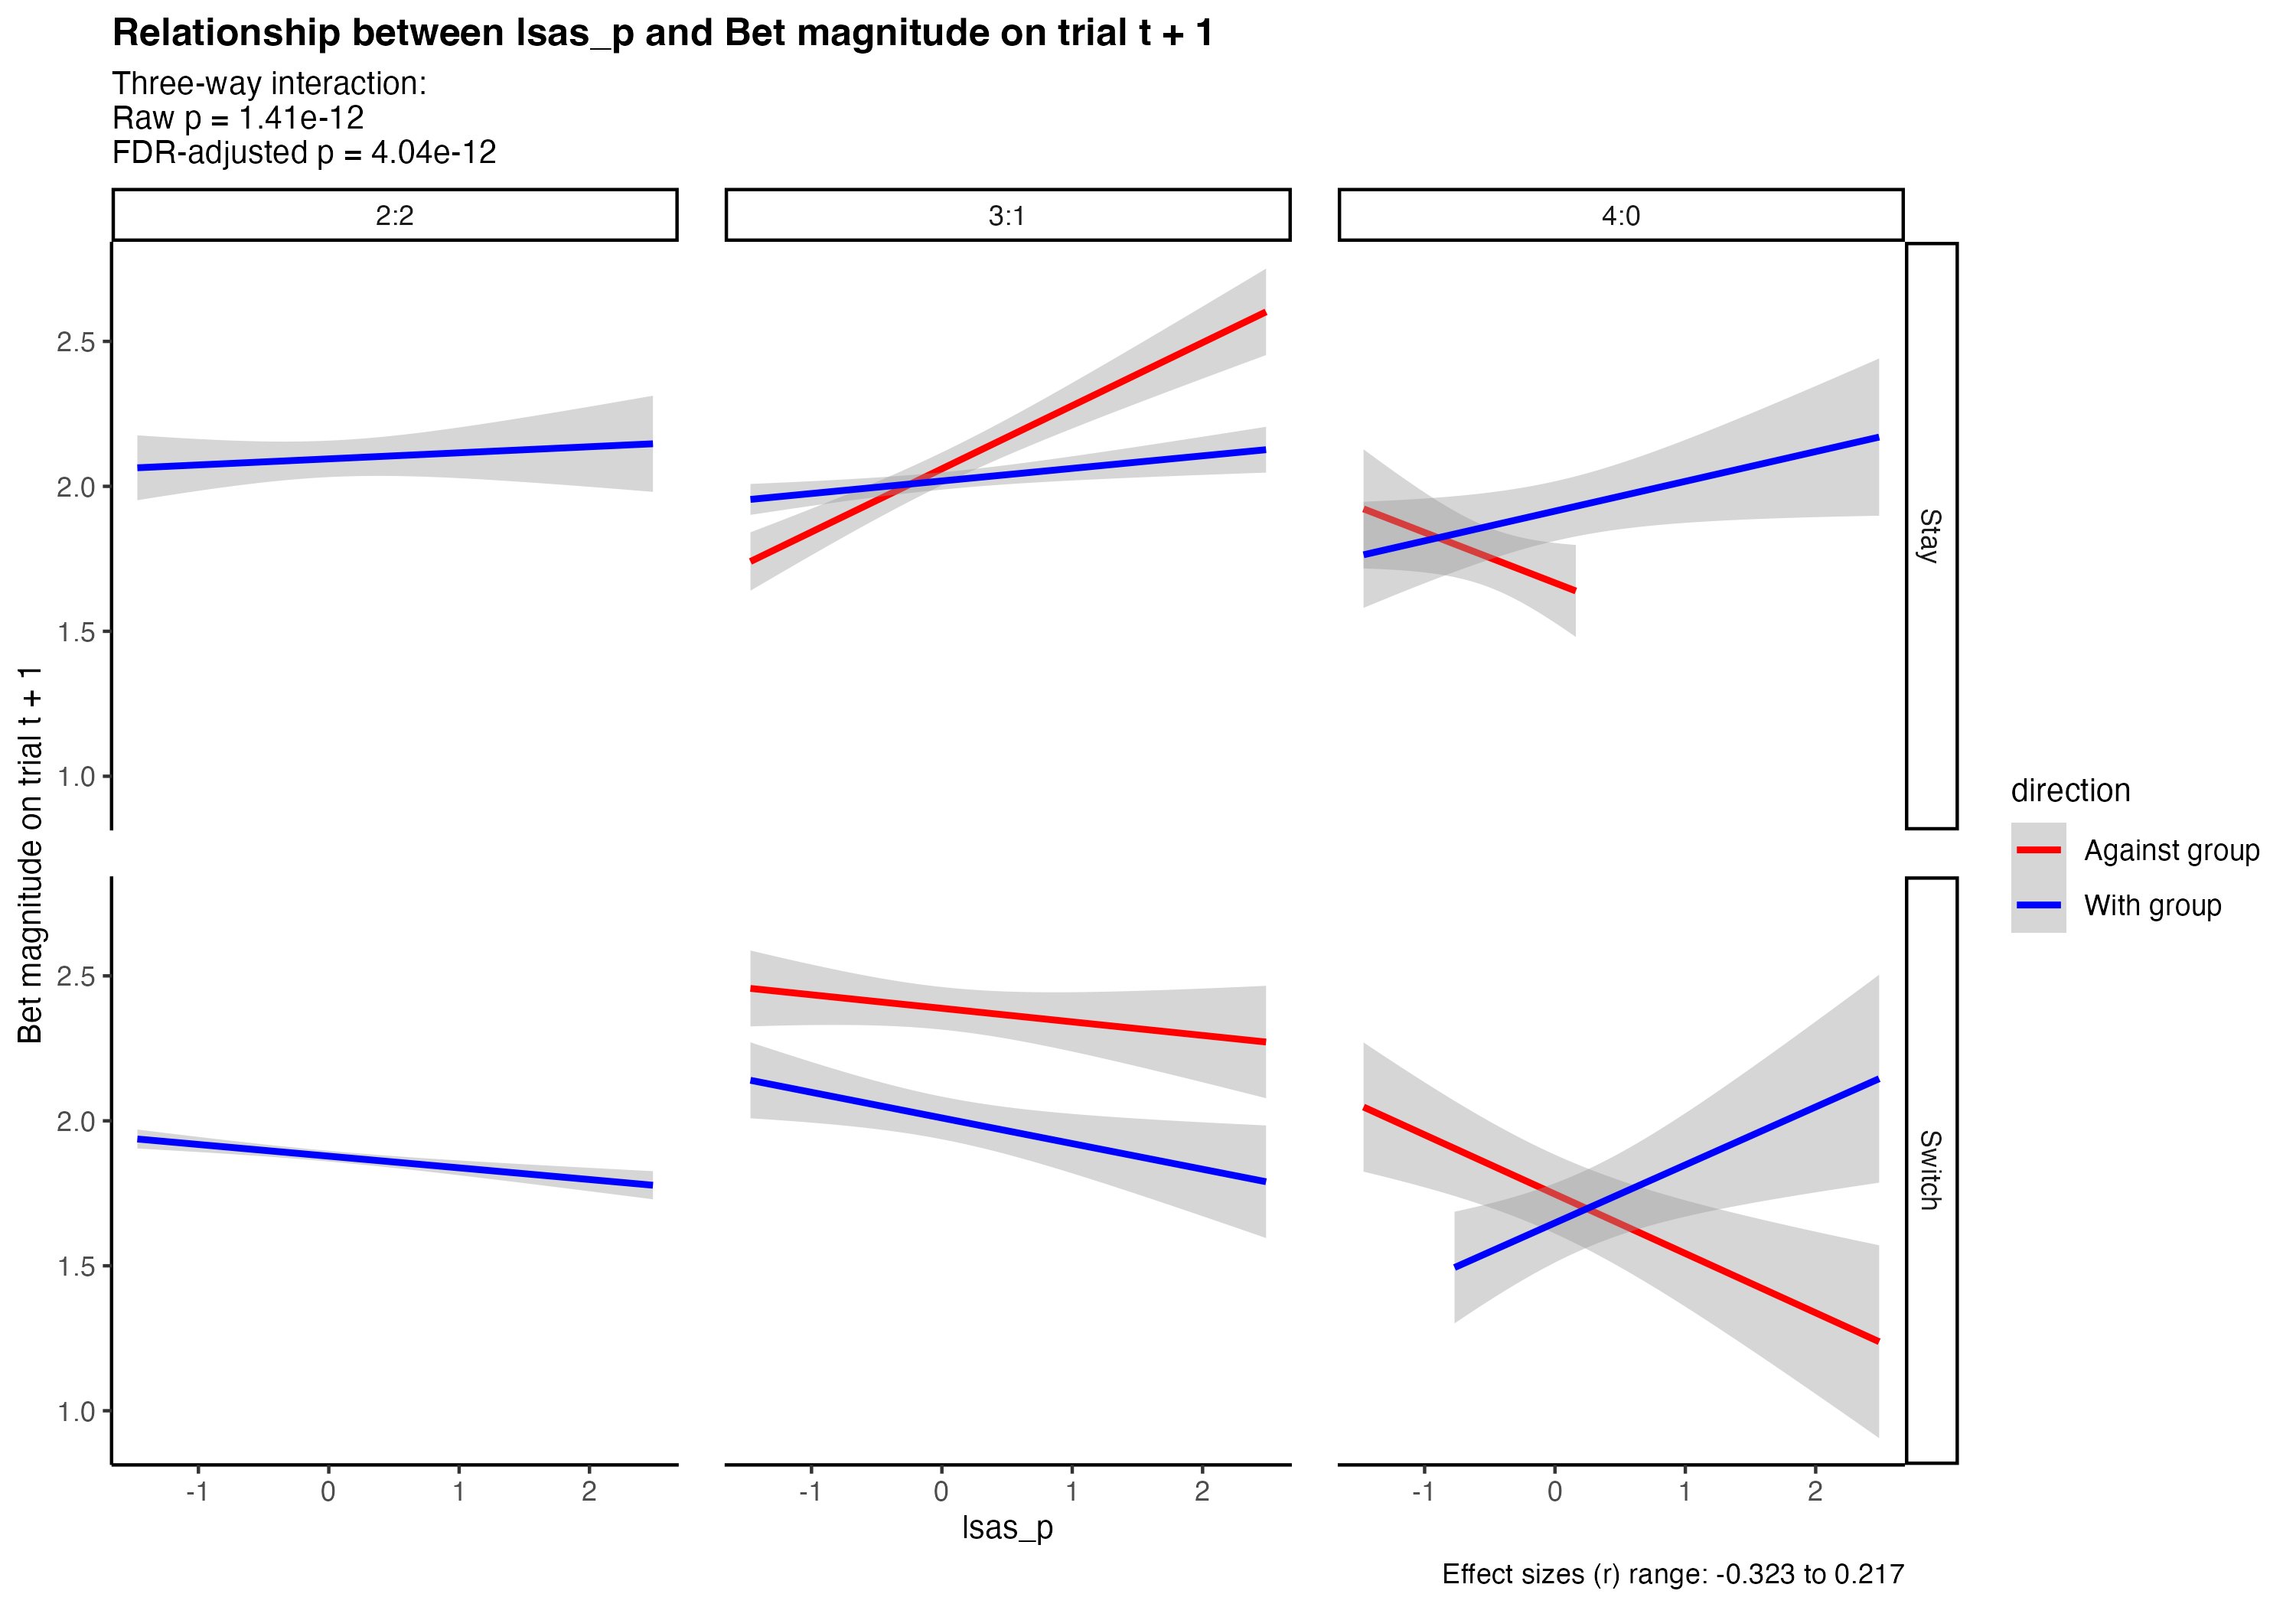 Relationship between lsas_p and Bet magnitude on trial t + 1
Three-way interaction:
Raw p = 1.41e-12
FDR-adjusted p = 4.04e-12
2:2
3:1
4:0
2.5
2.0
1.5
1.0
Stay
2.5
2.0
1.5
1.0
Switch
Bet magnitude on trial t + 1
direction
Against group
With group
-1
0
1
2
-1
0
1
2
-1
0
1
2
lsas_p
Effect sizes (r) range: -0.323 to 0.217